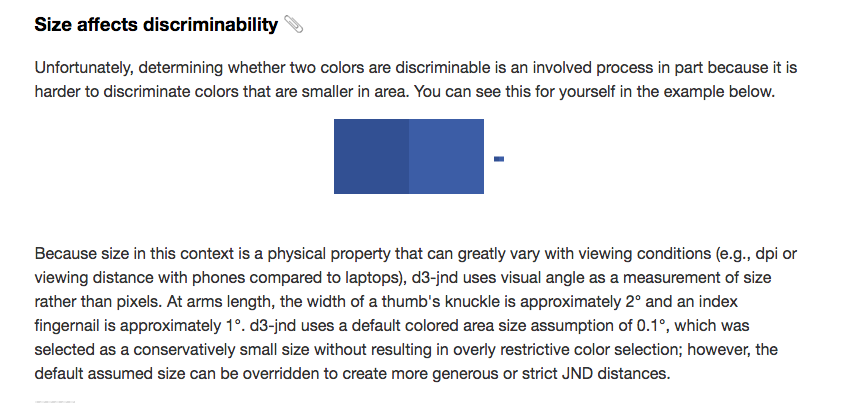 Size affects discriminability
Unfortunately, determining whether two colors are discriminable is an involved process in part because it is
harder to discriminate colors that are smaller in area. You can see this for yourself in the example below.
Because size in this context is a physical property that can greatly vary with viewing conditions (e.g., dpi or
viewing distance with phones compared to laptops), d3-jnd uses visual angle as a measurement of size
rather than pixels. At arms length, the width of a thumb's knuckle is approximately 2° and an index
fingernail is approximately 1°. d3-jnd uses a default colored area size assumption of 0.1°, which was
selected as a conservatively small size without resulting in overly restrictive color selection; however, the
default assumed size can be overridden to create more generous or strict JND distances.